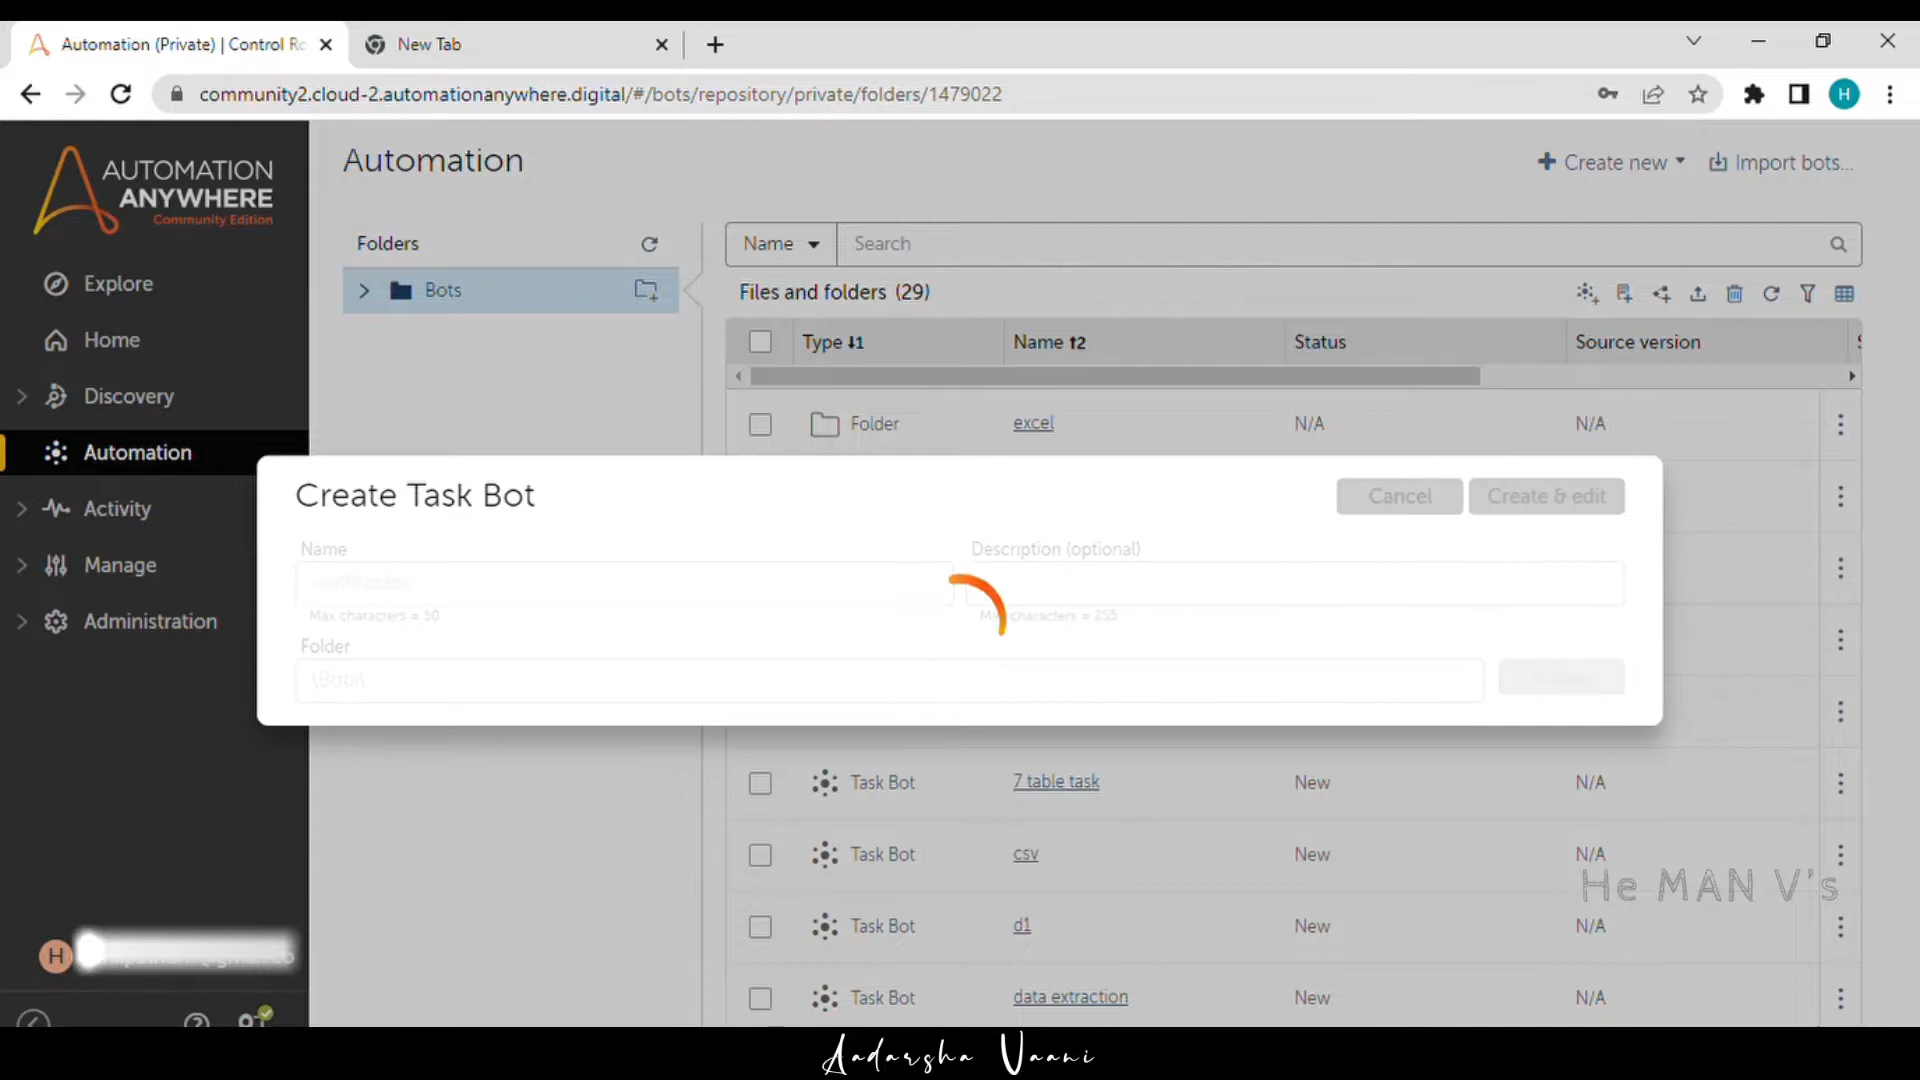 Automation (Private) | Control Ro
New Tab
community2.cloud-2.automationanywhere.digital/#/bots/repository/private/folders/1479022
H
AUTOMATION
ANYWHERE
Community Edition
Automation
Create new
Import bots...
Explore
Home
Discovery
Automation
Activity
Manage
Administration
Folders
Bots
Name
Search
Files and folders (29)
Type
Name
Status
Source version
Folder
excel
N/A
N/A
Create Task Bot
Cancel
Create & edit
Name
Description (optional)
Max characters = 50
Max characters = 255
Folder
\Bots\
Task Bot
7 table task
New
N/A
Task Bot
csv
New
N/A
He MAN V's
Task Bot
d1
New
N/A
Task Bot
data extraction
New
N/A
H
Aadarsha Vaani